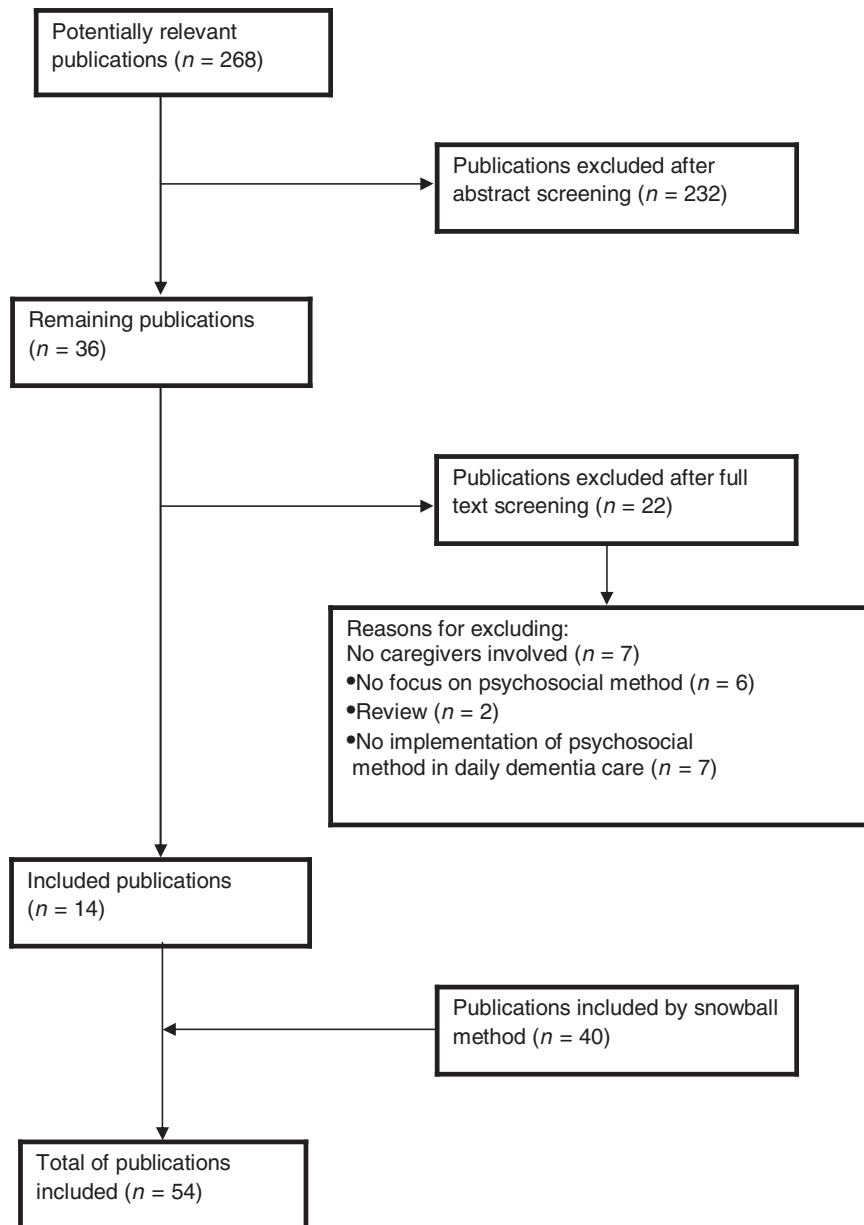 Potentially relevant
publications (n = 268)
Publications excluded after
abstract screening (n = 232)
Remaining publications
(n = 36)
Publications excluded after full
text screening (n = 22)
Reasons for excluding:
No caregivers involved (n = 7)
•No focus on psychosocial method (n = 6)
•Review (n = 2)
•No implementation of psychosocial
method in daily dementia care (n = 7)
Included publications
(n = 14)
Publications included by snowball
method (n = 40)
Total of publications
included (n = 54)